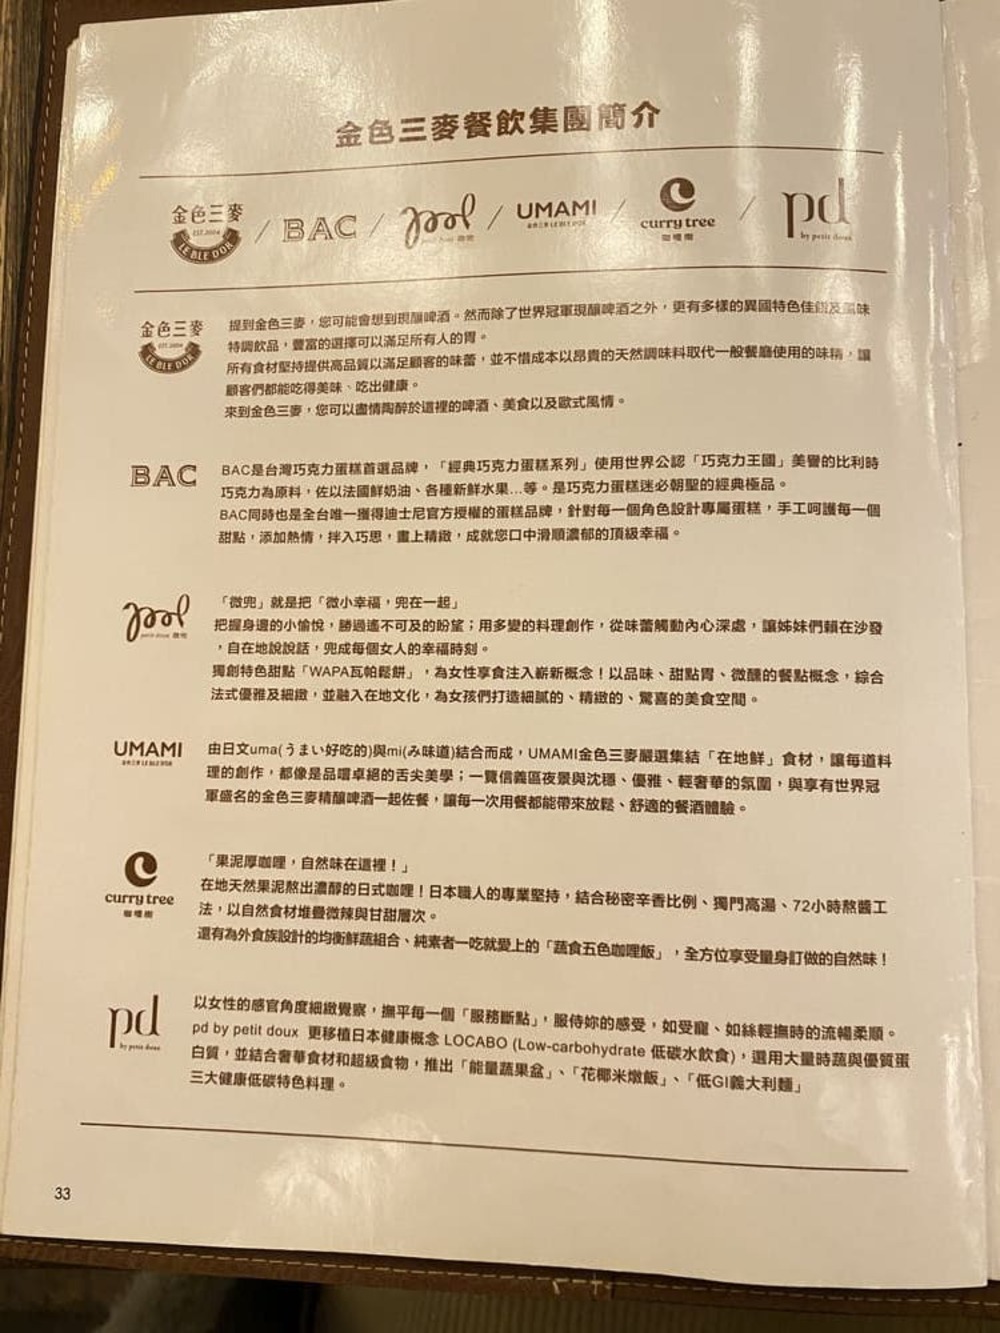 金色三麥餐飲集團簡介
金色三麥
EST.2004
LE BLE D'OR
/ BAC /
petit doux 微兜
/ UMAMI /
金色三麥 LE BLE D'OR
curry tree
咖哩樹
/ pd
by petit doux
金色三麥
EST.2004
LE BLE D'OR
提到金色三麥，您可能會想到現釀啤酒。然而除了世界冠軍現釀啤酒之外，更有多樣的異國特色佳餚及風味
特調飲品，豐富的選擇可以滿足所有人的胃。
所有食材堅持提供高品質以滿足顧客的味蕾，並不惜成本以昂貴的天然調味料取代一般餐廳使用的味精，讓
顧客們都能吃得美味、吃出健康。
來到金色三麥，您可以盡情陶醉於這裡的啤酒、美食以及歐式風情。
BAC
BAC是台灣巧克力蛋糕首選品牌，「經典巧克力蛋糕系列」使用世界公認「巧克力王國」美譽的比利時
巧克力為原料，佐以法國鮮奶油、各種新鮮水果...等。是巧克力蛋糕迷必朝聖的經典極品。
BAC同時也是全台唯一獲得迪士尼官方授權的蛋糕品牌，針對每一個角色設計專屬蛋糕，手工呵護每一個
甜點，添加熱情，拌入巧思，畫上精緻，成就您口中滑順濃郁的頂級幸福。
petit doux 微兜
「微兜」就是把「微小幸福，兜在一起」
把握身邊的小愉悅，勝過遙不可及的盼望；用多變的料理創作，從味蕾觸動內心深處，讓姊妹們賴在沙發
，自在地說說話，兜成每個女人的幸福時刻。
獨創特色甜點「WAPA瓦帕鬆餅」，為女性享食注入嶄新概念！以品味、甜點胃、微醺的餐點概念，綜合
法式優雅及細緻，並融入在地文化，為女孩們打造細膩的、精緻的、驚喜的美食空間。
UMAMI
金色三麥 LE BLE D'OR
由日文uma(うまい好吃的)與mi(み味道)結合而成，UMAMI金色三麥嚴選集結「在地鮮」食材，讓每道料
理的創作，都像是品嚐卓絕的舌尖美學；一覽信義區夜景與沈穩、優雅、輕奢華的氛圍，與享有世界冠
軍盛名的金色三麥精釀啤酒一起佐餐，讓每一次用餐都能帶來放鬆、舒適的餐酒體驗。
curry tree
咖哩樹
「果泥厚咖哩，自然味在這裡！」
在地天然果泥熬出濃醇的日式咖哩！日本職人的專業堅持，結合秘密辛香比例、獨門高湯、72小時熬醬工
法，以自然食材堆疊微辣與甘甜層次。
還有為外食族設計的均衡鮮蔬組合、純素者一吃就愛上的「蔬食五色咖哩飯」，全方位享受量身訂做的自然味！
pd
by petit doux
以女性的感官角度細緻覺察，撫平每一個「服務斷點」，服侍妳的感受，如受寵、如絲輕撫時的流暢柔順。
pd by petit doux 更移植日本健康概念 LOCABO (Low-carbohydrate 低碳水飲食)，選用大量時蔬與優質蛋
白質，並結合奢華食材和超級食物，推出「能量蔬果盆」、「花椰米燉飯」、「低GI義大利麵」
三大健康低碳特色料理。
33